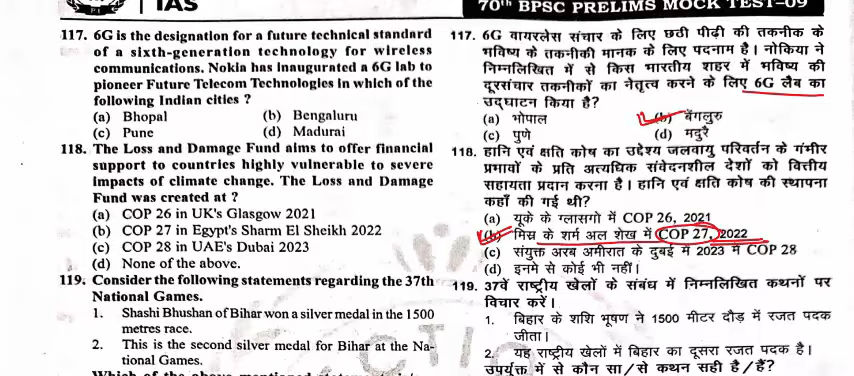 IAS
70th BPSC PRELIMS MOCK TEST-09
117. 6G is the designation for a future technical standard
of a sixth-generation technology for wireless
communications. Nokia has inaugurated a 6G lab to
pioneer Future Telecom Technologies in which of the
following Indian cities ?
(a) Bhopal (b) Bengaluru
(c) Pune (d) Madurai
118. The Loss and Damage Fund aims to offer financial
support to countries highly vulnerable to severe
impacts of climate change. The Loss and Damage
Fund was created at ?
(a) COP 26 in UK's Glasgow 2021
(b) COP 27 in Egypt's Sharm El Sheikh 2022
(c) COP 28 in UAE's Dubai 2023
(d) None of the above.
119. Consider the following statements regarding the 37th
National Games.
1. Shashi Bhushan of Bihar won a silver medal in the 1500
metres race.
2. This is the second silver medal for Bihar at the Na-
tional Games.
117. 6G वायरलेस संचार के लिए छठी पीढ़ी की तकनीक के
भविष्य के तकनीकी मानक के लिए पदनाम है। नोकिया ने
निम्नलिखित में से किस भारतीय शहर में भविष्य की
दूरसंचार तकनीकों का नेतृत्व करने के लिए 6G लैब का
उद्घाटन किया है?
(a) भोपाल (b) बेंगलुरु
(c) पुणे (d) मदुरै
118. हानि एवं क्षति कोष का उद्देश्य जलवायु परिवर्तन के गंभीर
प्रभावों के प्रति अत्यधिक संवेदनशील देशों को वित्तीय
सहायता प्रदान करना है। हानि एवं क्षति कोष की स्थापना
कहाँ की गई थी?
(a) यूके के ग्लासगो में COP 26, 2021
(b) मिस्र के शर्म अल शेख में COP 27, 2022
(c) संयुक्त अरब अमीरात के दुबई में 2023 में COP 28
(d) इनमे से कोई भी नहीं।
119. 37वें राष्ट्रीय खेलों के संबंध में निम्नलिखित कथनों पर
विचार करें।
1. बिहार के शशि भूषण ने 1500 मीटर दौड़ में रजत पदक
जीता।
2. यह राष्ट्रीय खेलों में बिहार का दूसरा रजत पदक है।
उपर्युक्त में से कौन सा/से कथन सही है/हैं?